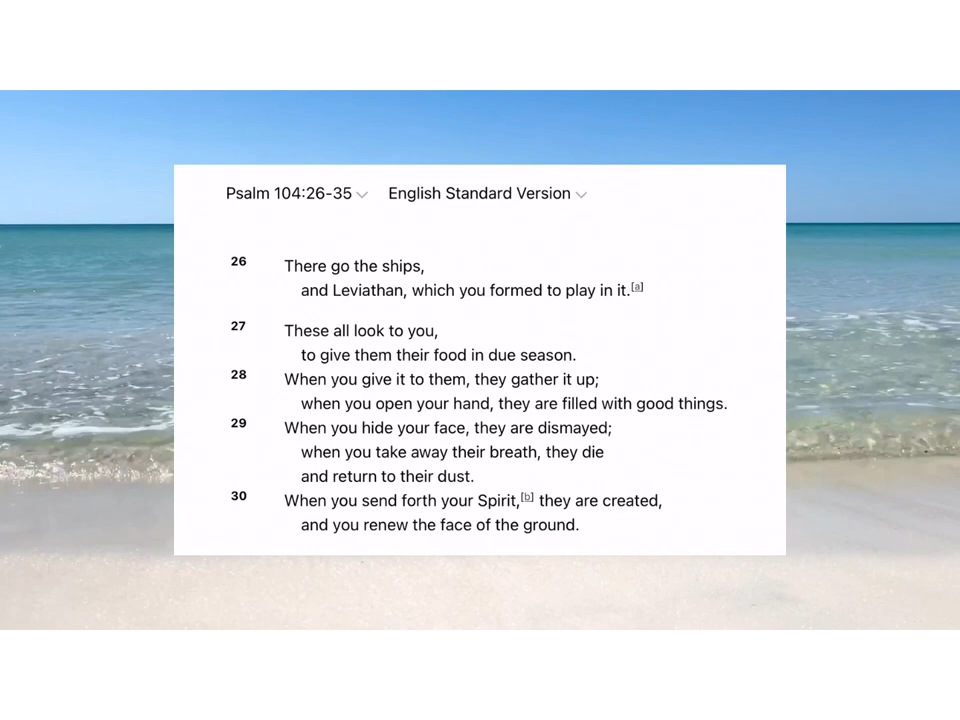 Psalm 104:26-35 English Standard Version
26 There go the ships,
and Leviathan, which you formed to play in it.[a]
27 These all look to you,
to give them their food in due season.
28 When you give it to them, they gather it up;
when you open your hand, they are filled with good things.
29 When you hide your face, they are dismayed;
when you take away their breath, they die
and return to their dust.
30 When you send forth your Spirit,[b] they are created,
and you renew the face of the ground.